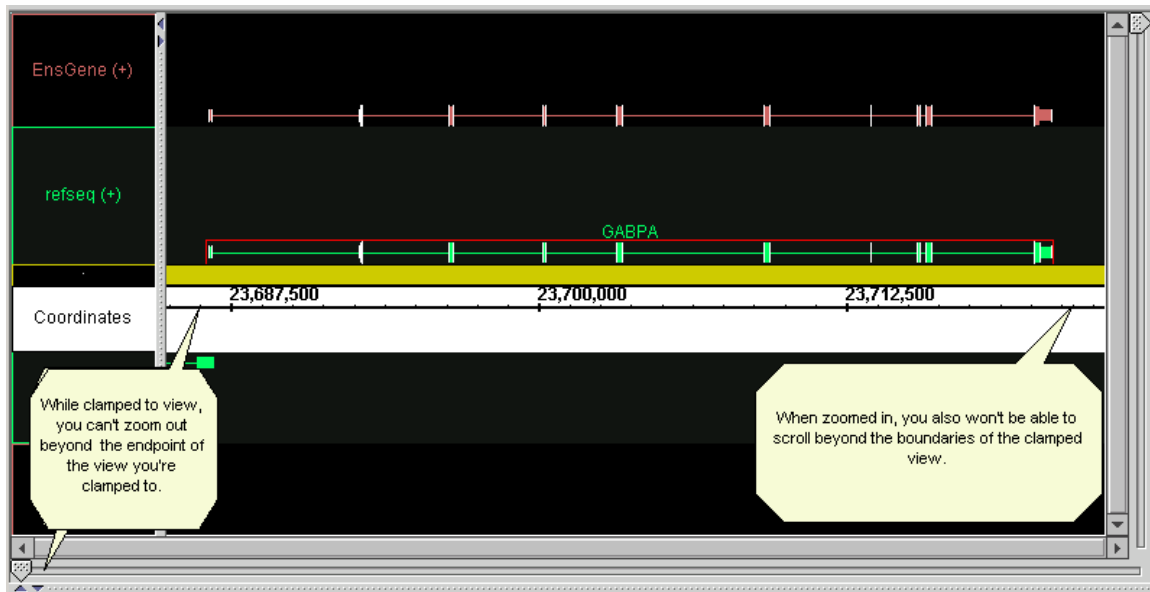 EnsGene (+)
refseq (+)
GABPA
23,687,500 23,700,000 23,712,500
Coordinates
While clamped to view,
you can't zoom out
beyond the endpoint of
the view you're
clamped to.
When zoomed in, you also won't be able to
scroll beyond the boundaries of the clamped
view.